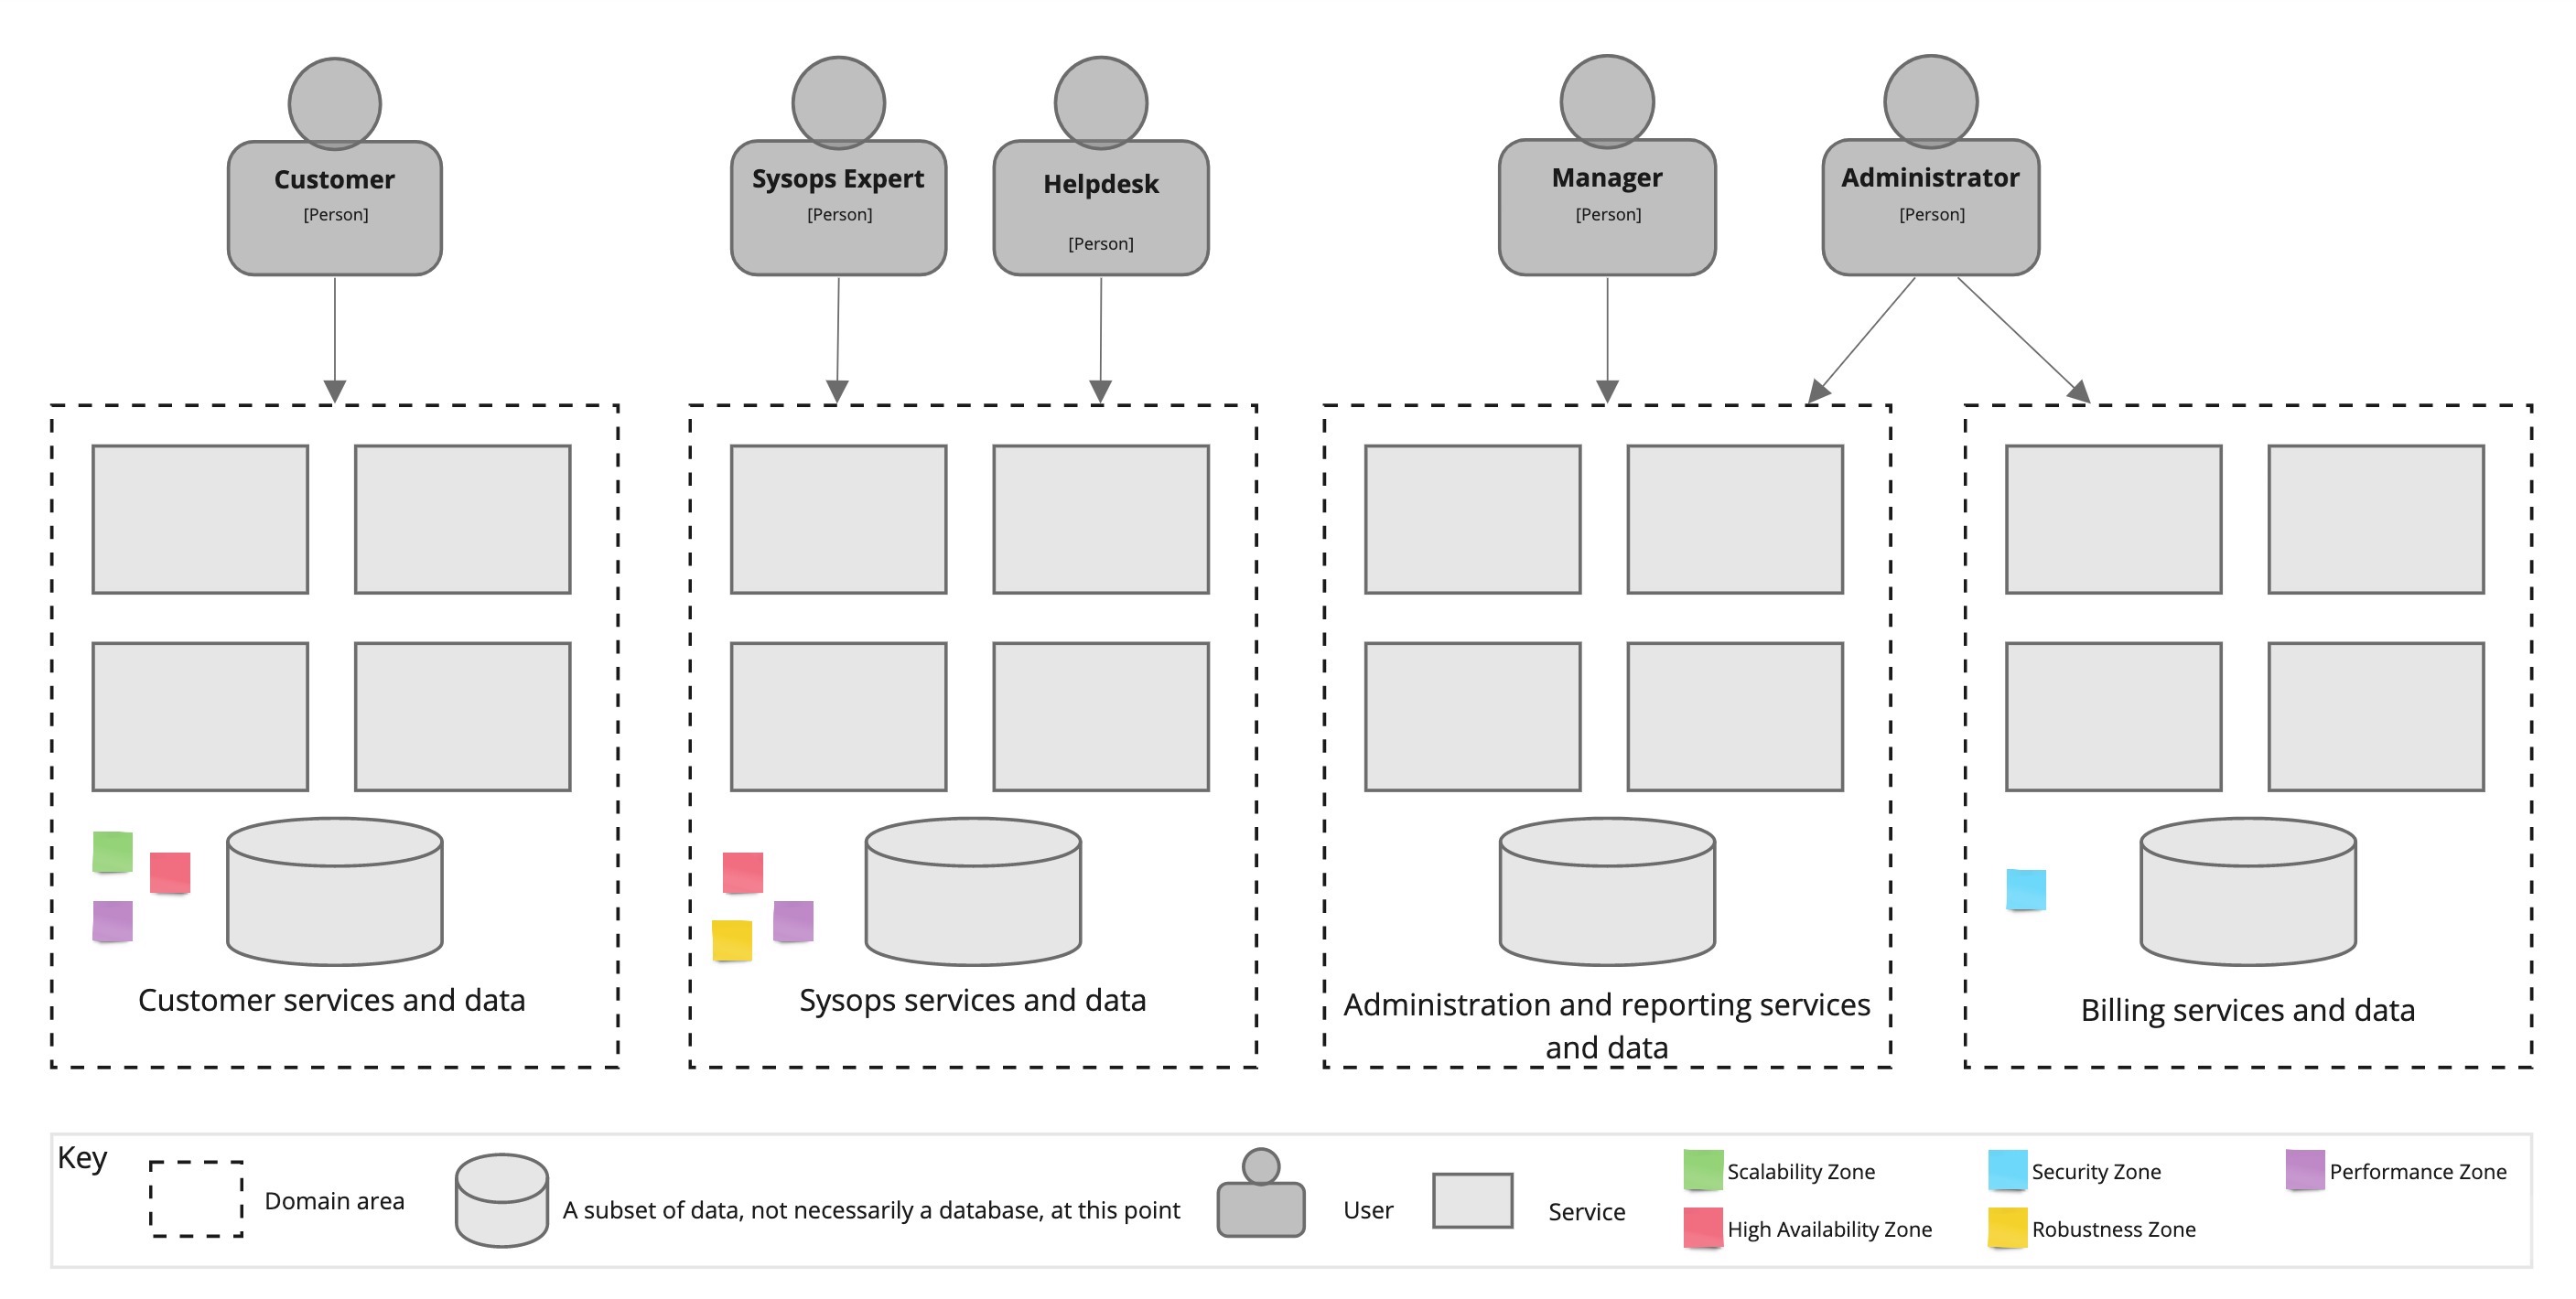 Customer
[Person]
Sysops Expert
[Person]
Helpdesk
[Person]
Manager
[Person]
Administrator
[Person]
Customer services and data
Sysops services and data
Administration and reporting services
and data
Billing services and data
Key
Domain area
A subset of data, not necessarily a database, at this point
User
Service
Scalability Zone
High Availability Zone
Security Zone
Robustness Zone
Performance Zone